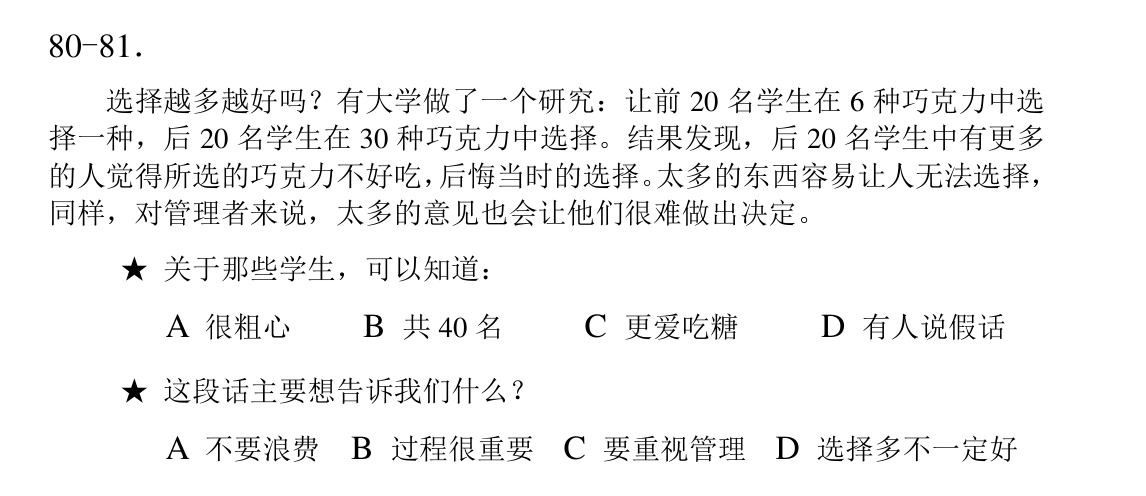 80-81.
选择越多越好吗？有大学做了一个研究：让前 20 名学生在 6 种巧克力中选
择一种，后 20 名学生在 30 种巧克力中选择。结果发现，后 20 名学生中有更多
的人觉得所选的巧克力不好吃，后悔当时的选择。太多的东西容易让人无法选择，
同样，对管理者来说，太多的意见也会让他们很难做出决定。
★ 关于那些学生，可以知道：
A 很粗心 B 共 40 名 C 更爱吃糖 D 有人说假话
★ 这段话主要想告诉我们什么？
A 不要浪费 B 过程很重要 C 要重视管理 D 选择多不一定好